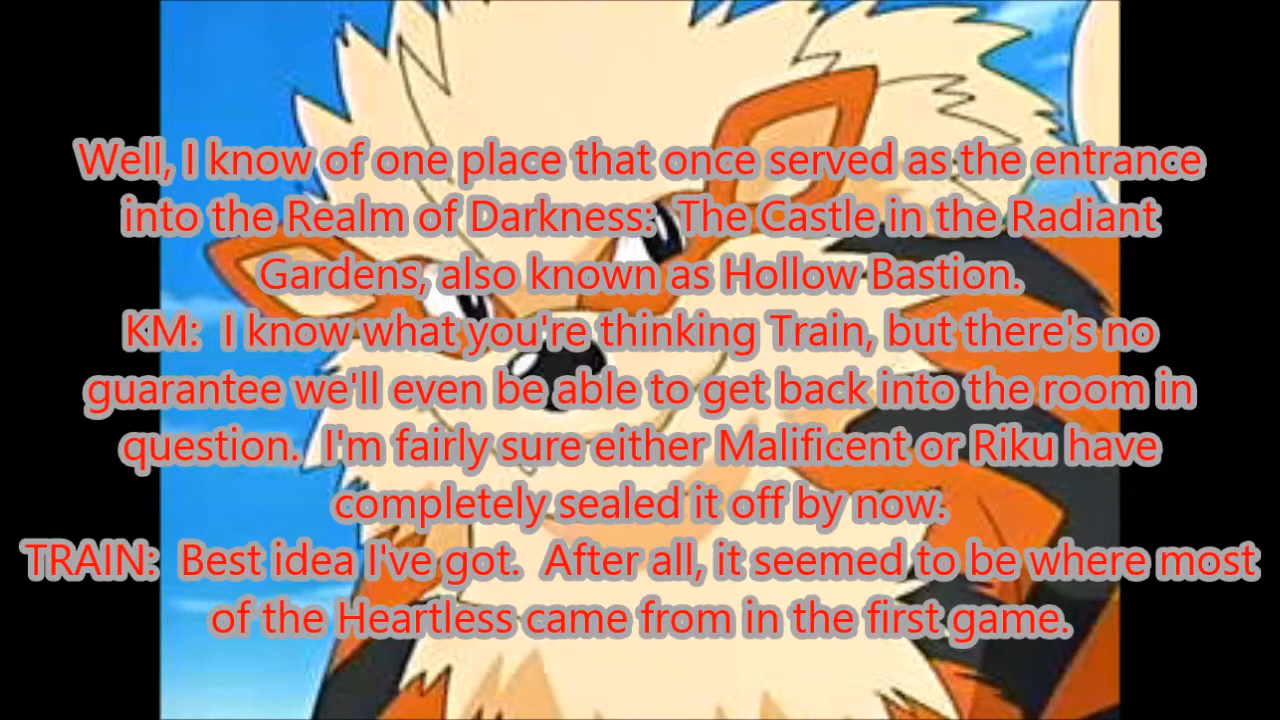 Well, I know of one place that once served as the entrance
into the Realm of Darkness:  The Castle in the Radiant
Gardens, also known as Hollow Bastion.
KM:  I know what you're thinking Train, but there's no
guarantee we'll even be able to get back into the room in
question.  I'm fairly sure either Malificent or Riku have
completely sealed it off by now.
TRAIN:  Best idea I've got.  After all, it seemed to be where most
of the Heartless came from in the first game.